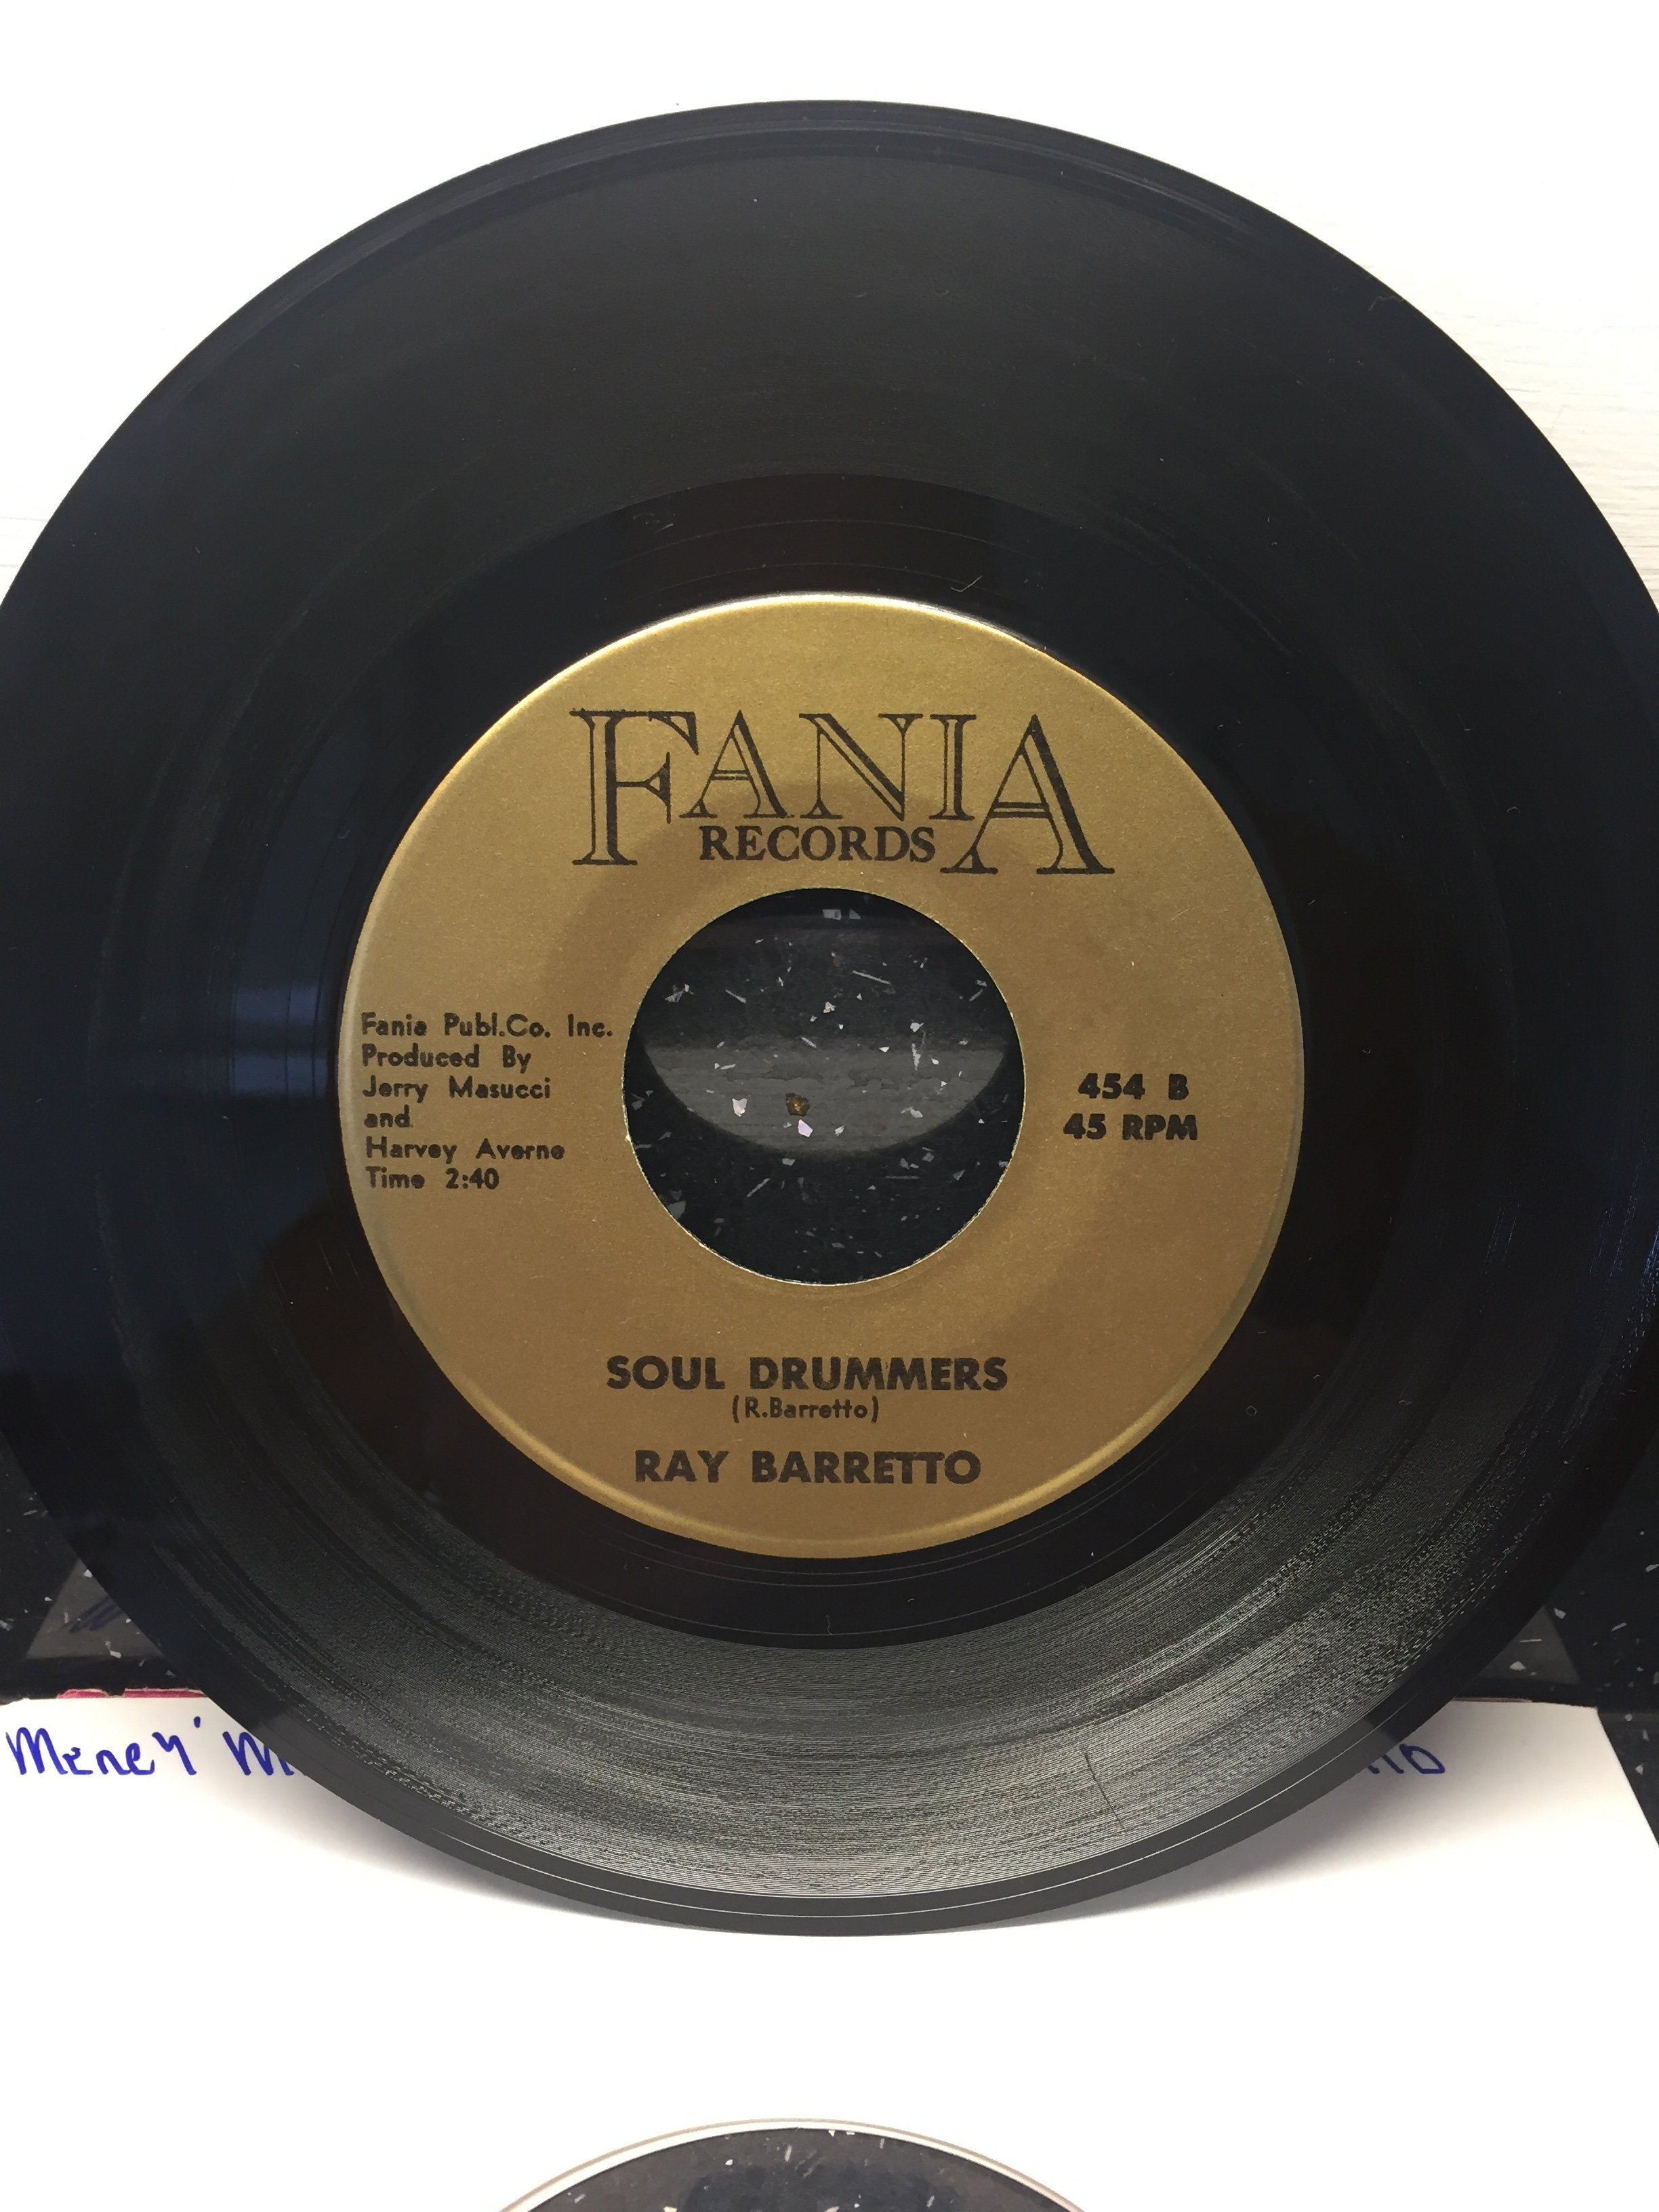 FANIA
RECORDS
Fania Publ.Co. Inc.
Produced By
Jerry Masucci
and
Harvey Averne
Time 2:40
454 B
45 RPM
SOUL DRUMMERS
(R.Barretto)
RAY BARRETTO